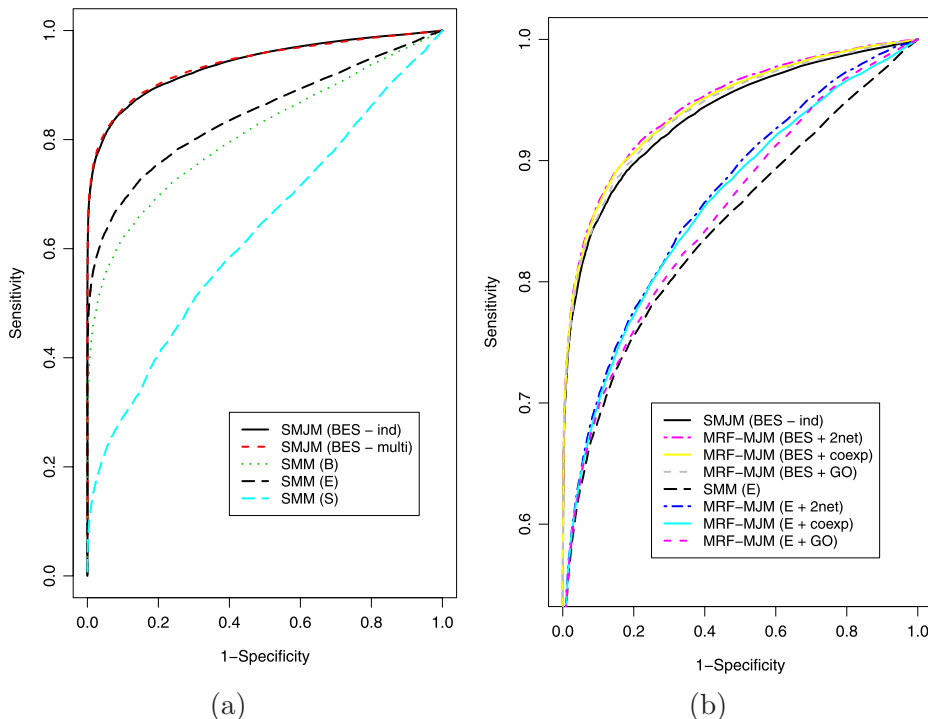 1.0
0.8
0.6
0.4
0.2
0.0
Sensitivity
SMJM (BES − ind)
SMJM (BES − multi)
SMM (B)
SMM (E)
SMM (S)
0.0 0.2 0.4 0.6 0.8 1.0
1−Specificity
(a)
1.0
0.9
0.8
0.7
0.6
Sensitivity
SMJM (BES − ind)
MRF−MJM (BES + 2net)
MRF−MJM (BES + coexp)
MRF−MJM (BES + GO)
SMM (E)
MRF−MJM (E + 2net)
MRF−MJM (E + coexp)
MRF−MJM (E + GO)
0.0 0.2 0.4 0.6 0.8 1.0
1−Specificity
(b)